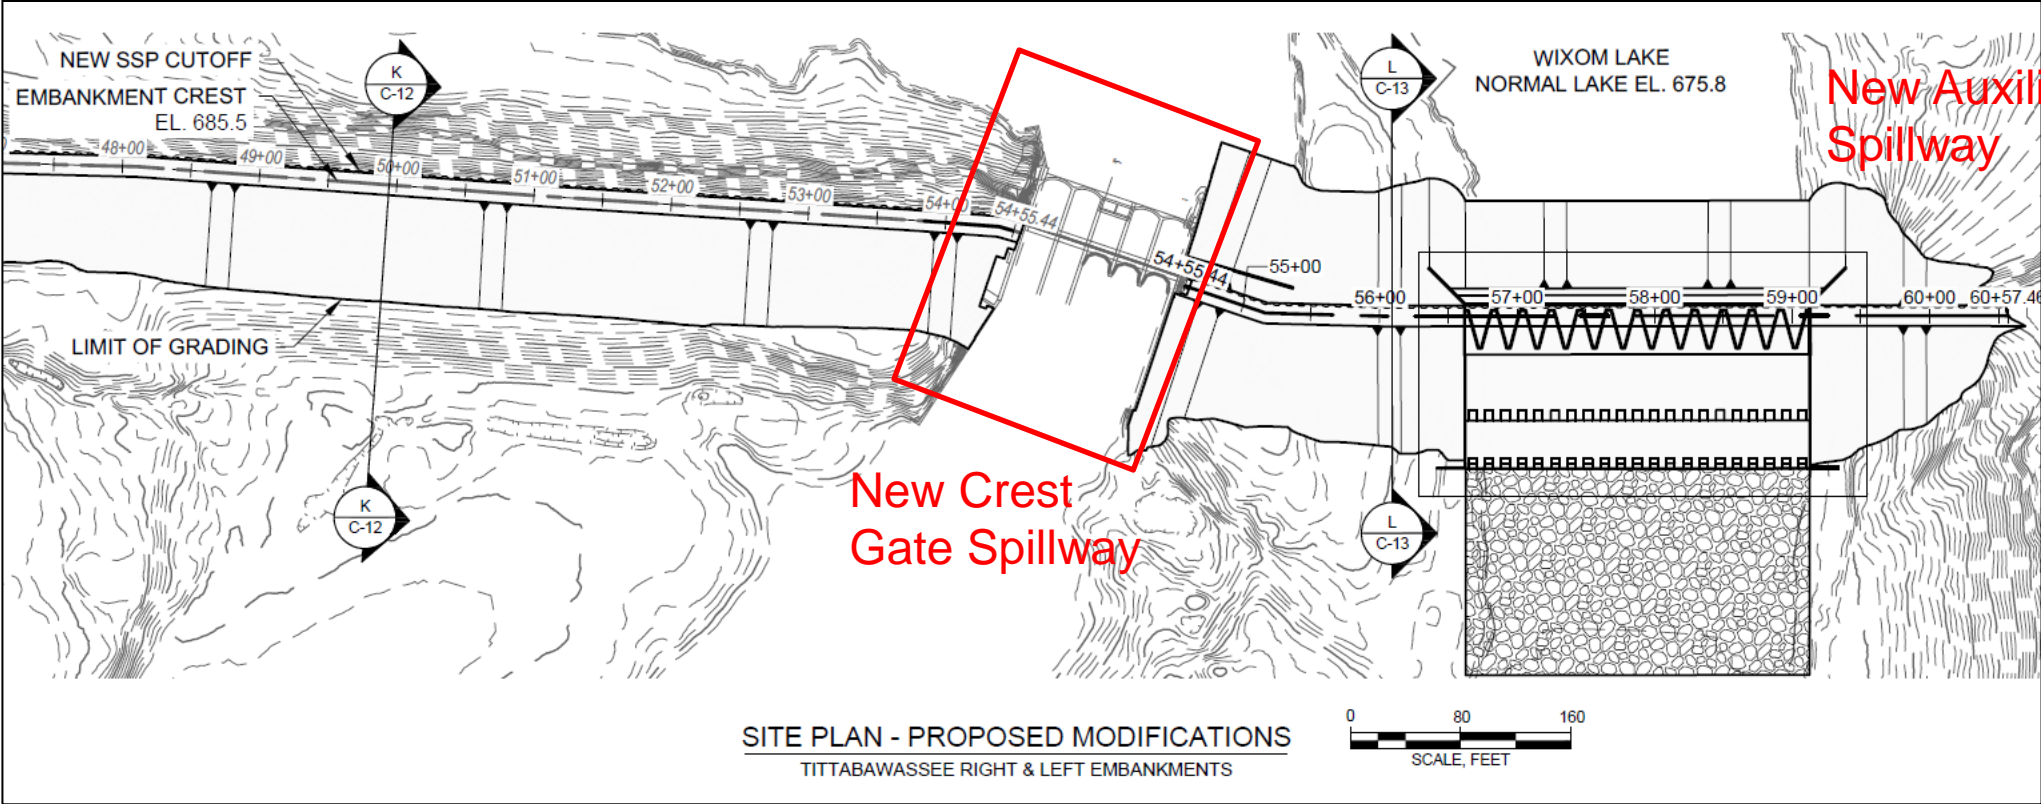 NEW SSP CUTOFF
EMBANKMENT CREST
EL. 685.5
K
C-12
L
C-13
WIXOM LAKE
NORMAL LAKE EL. 675.8
New Auxili
Spillway
48+00
49+00
50+00
51+00
52+00
53+00
54+00
54+55.44
54+55.44
55+00
56+00
57+00
58+00
59+00
60+00
60+57.46
LIMIT OF GRADING
K
C-12
New Crest
Gate Spillway
L
C-13
SITE PLAN - PROPOSED MODIFICATIONS
TITTABAWASSEE RIGHT & LEFT EMBANKMENTS
0 80 160
SCALE, FEET